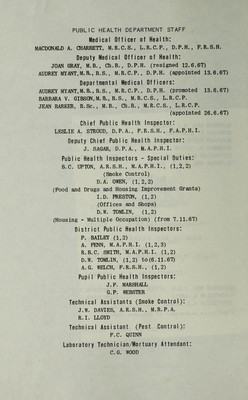 PUBLIC HEALTH DEPARTMENT STAFF
Medical Officer of Health:
MACDONALD A. CHARRETT, M.R.C.S., L.R.C.P., D.P.H., F.R.S.H.
Deputy Medical Officer of Health:
JOAN GRAY, M.B., Ch.B., D.P.H. (resigned 12.6.67)
AUDREY WYANT, M.B., B.S., M.R.C.P., D.P.H. (appointed 13.6.67)
Departmental Medical Officers:
AUDREY WYANT, M.B., B.S., M.R.C.P., D.P.H. (promoted 13.6.67)
BARBARA V. GIBSON, M.B., B.S., M.R.C.S., L.R.C.P.
JEAN BARKER, B.Sc., M.B., Ch.B., M.R.C.S., L.R.C.P.
(appointed 26.6.67)
Chief Public Health Inspector:
LESLIE A. STROUD, D.P.A., F.R.S.H., F.A.P.H.I.
Deputy Chief Public Health Inspector:
J. SAGAR, D.P.A., M.A.P.H.I.
Public Health Inspectors - Special Duties:
S.C. UPTON, A.R.S.H., M.A.P.H.I., (1,2,2)
(Smoke Control)
D.A. OWEN, (1,2,2)
(Food and Drugs and Housing Improvement Grants)
I.D. PRESTON, (1,2)
(Offices and Shops)
D.W. TOMLIN, (1,2)
(Housing - Multiple Occupation) (from 7.11.67)
District Public Health Inspectors:
P. BAILEY (1,2)
A. FENN, M.A.P.H.I. (1,2,3)
R.B.C. SMITH, M.A.P.H.I. (1,2)
D.W. TOMLIN, (1,2) to(6.11.67)
A.G. WELCH, F.R.S.H., (1,2)
Pupil Public Health Inspectors:
J.P. MARSHALL
G.P. WEBSTER
Technical Assistants (Smoke Control):
J.W. DAVIES, A.R.S.H., M.R.P.A.
R.I. LLOYD
Technical Assistant (Pest Control):
F.C. QUINN
Laboratory Technician/Mortuary Attendant:
C.G. WOOD